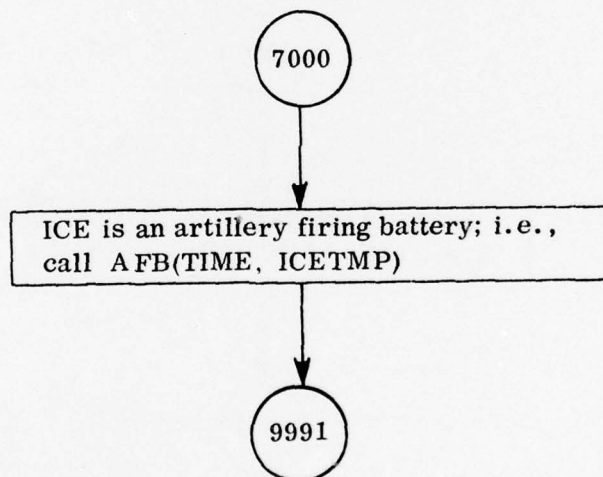 7000
ICE is an artillery firing battery; i.e.,
call AFB(TIME, ICETMP)
9991